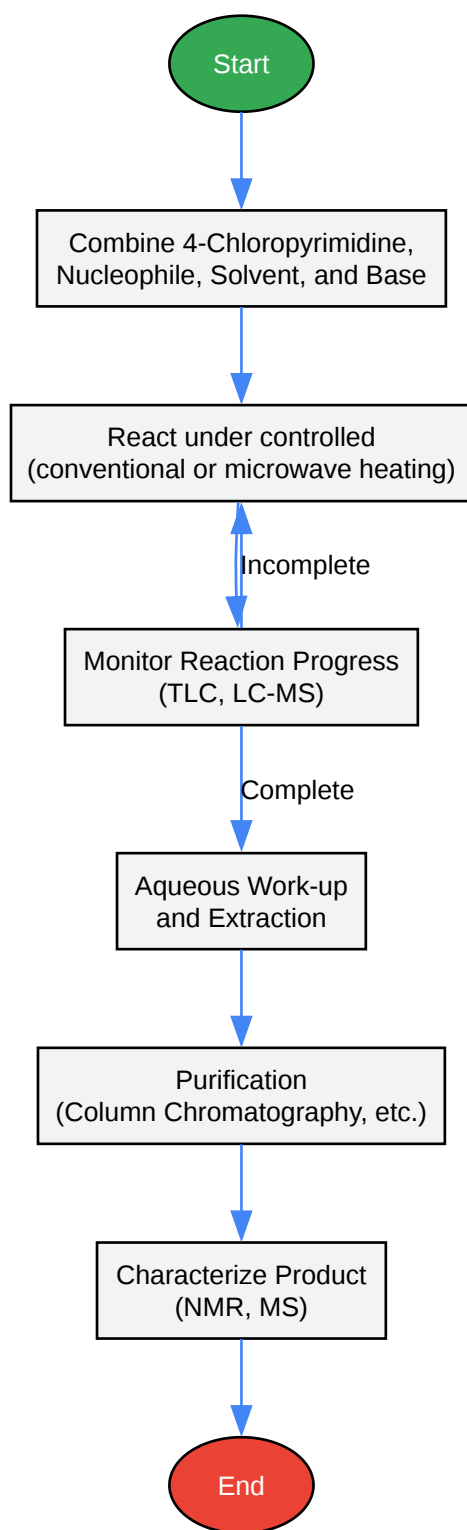 Start
Combine 4-Chloropyrimidine,
Nucleophile, Solvent, and Base
React under controlled
(conventional or microwave heating)
Incomplete
Monitor Reaction Progress
(TLC, LC-MS)
Complete
Aqueous Work-up
and Extraction
Purification
(Column Chromatography, etc.)
Characterize Product
(NMR, MS)
End